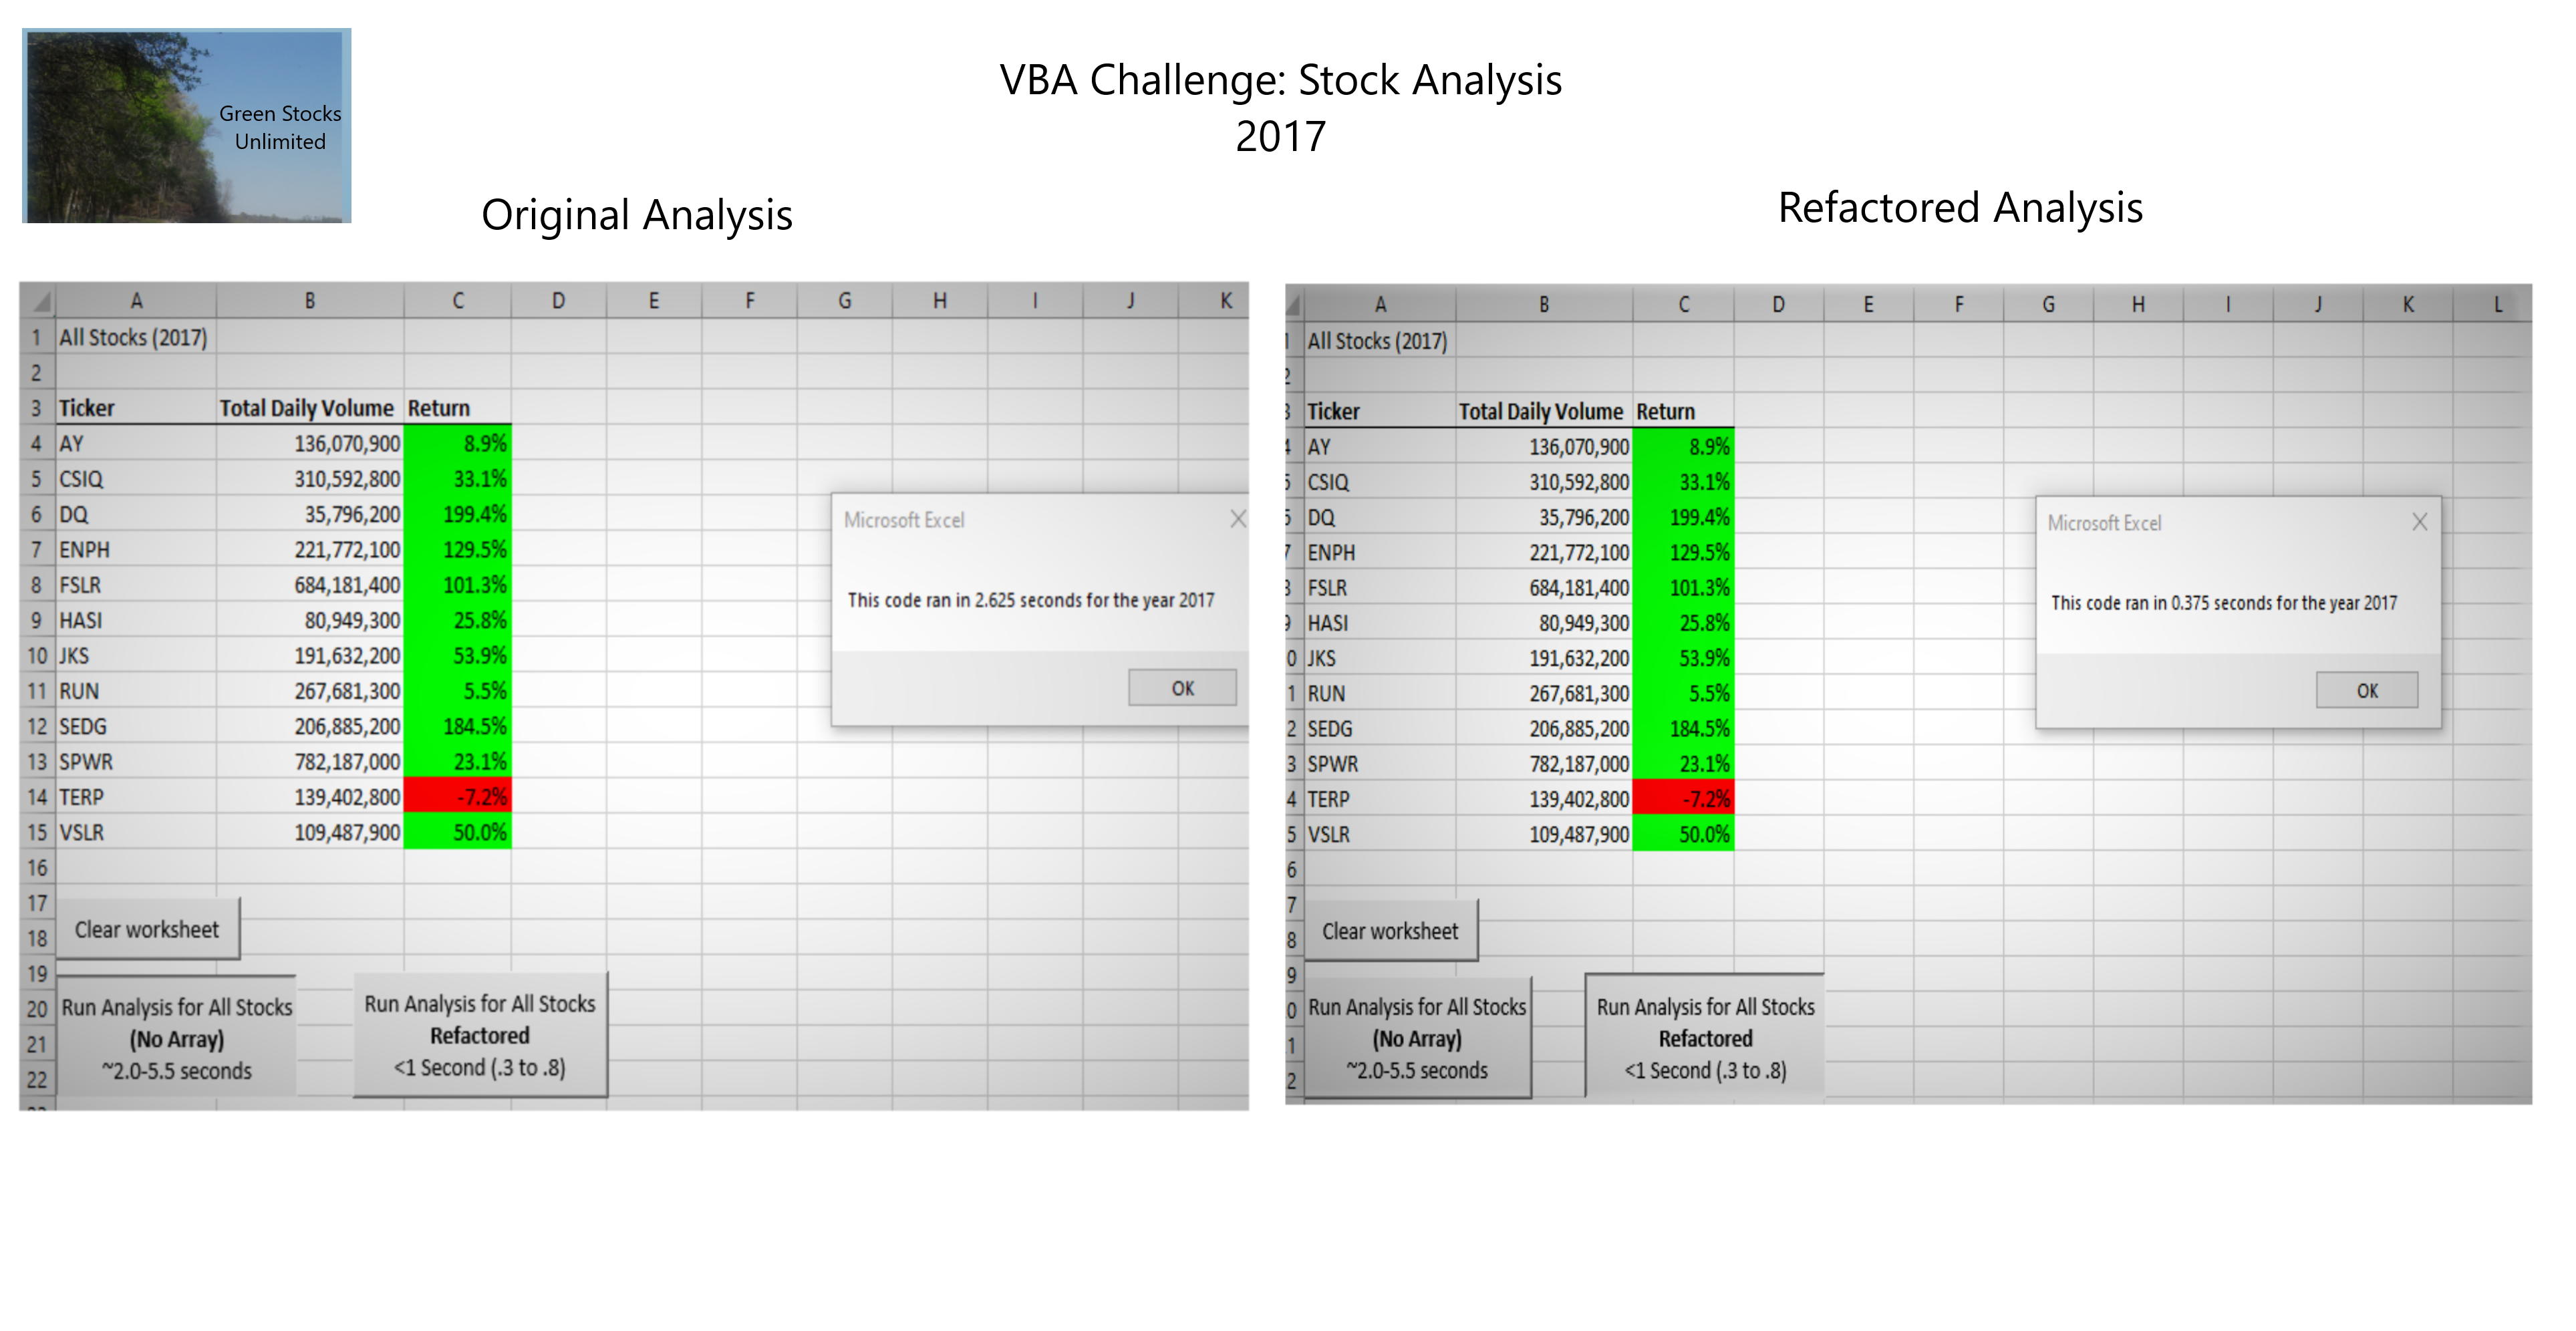 Green Stocks
Unlimited
VBA Challenge: Stock Analysis
2017
Original Analysis
A B C D E F G H I J K
1 All Stocks (2017)
2
3 Ticker Total Daily Volume Return
4 AY 136,070,900 8.9%
5 CSIQ 310,592,800 33.1%
6 DQ 35,796,200 199.4%
7 ENPH 221,772,100 129.5%
8 FSLR 684,181,400 101.3%
9 HASI 80,949,300 25.8%
10 JKS 191,632,200 53.9%
11 RUN 267,681,300 5.5%
12 SEDG 206,885,200 184.5%
13 SPWR 782,187,000 23.1%
14 TERP 139,402,800 -7.2%
15 VSLR 109,487,900 50.0%
16
17
18
19
20
21
22
Microsoft Excel
This code ran in 2.625 seconds for the year 2017
OK
Clear worksheet
Run Analysis for All Stocks
(No Array)
~2.0-5.5 seconds
Run Analysis for All Stocks
Refactored
<1 Second (.3 to .8)
Refactored Analysis
A B C D E F G H I J K L
All Stocks (2017)
Ticker Total Daily Volume Return
AY 136,070,900 8.9%
CSIQ 310,592,800 33.1%
DQ 35,796,200 199.4%
ENPH 221,772,100 129.5%
FSLR 684,181,400 101.3%
HASI 80,949,300 25.8%
0 JKS 191,632,200 53.9%
1 RUN 267,681,300 5.5%
2 SEDG 206,885,200 184.5%
3 SPWR 782,187,000 23.1%
4 TERP 139,402,800 -7.2%
5 VSLR 109,487,900 50.0%
6
7
8
9
0
1
2
Microsoft Excel
This code ran in 0.375 seconds for the year 2017
OK
Clear worksheet
Run Analysis for All Stocks
(No Array)
~2.0-5.5 seconds
Run Analysis for All Stocks
Refactored
<1 Second (.3 to .8)